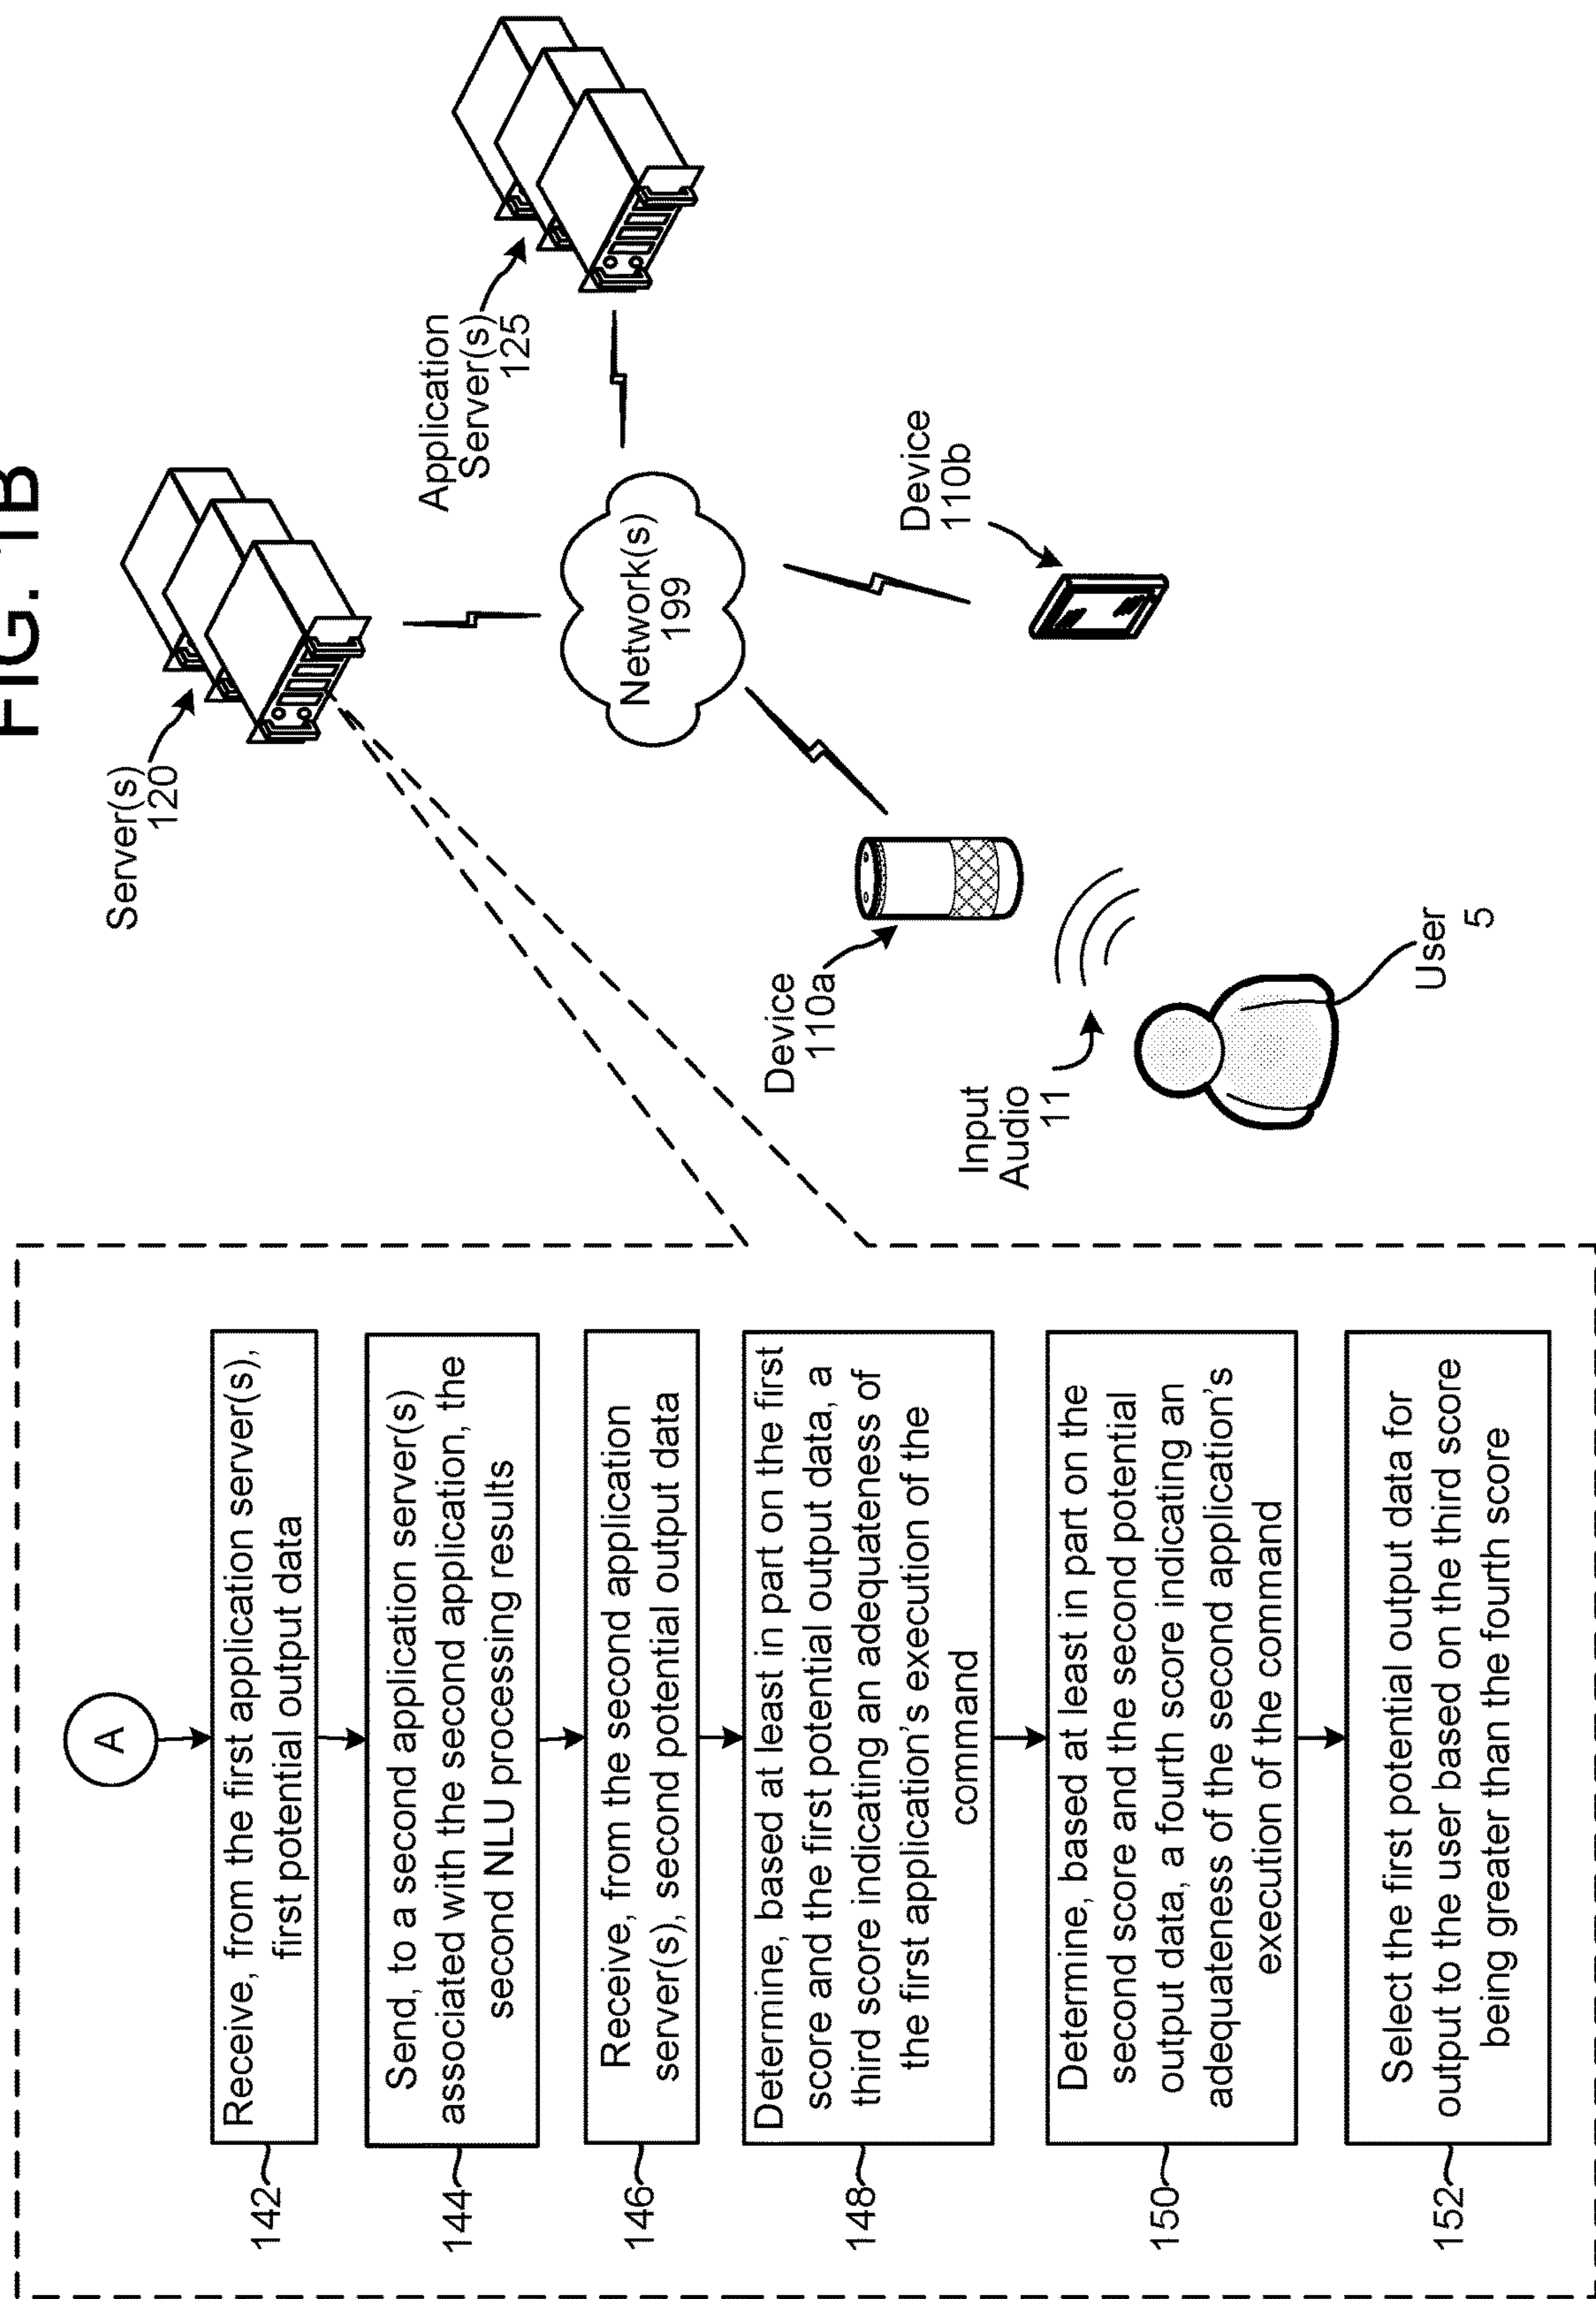 FIG. 1B
A
142
Receive, from the first application server(s),
first potential output data
144
Send, to a second application server(s)
associated with the second application, the
second NLU processing results
146
Receive, from the second application
server(s), second potential output data
148
Determine, based at least in part on the first
score and the first potential output data, a
third score indicating an adequateness of
the first application's execution of the
command
150
Determine, based at least in part on the
second score and the second potential
output data, a fourth score indicating an
adequateness of the second application's
execution of the command
152
Select the first potential output data for
output to the user based on the third score
being greater than the fourth score
Server(s)
120
Application
Server(s)
125
Network(s)
199
Device
110a
Device
110b
Input
Audio
11
User
5